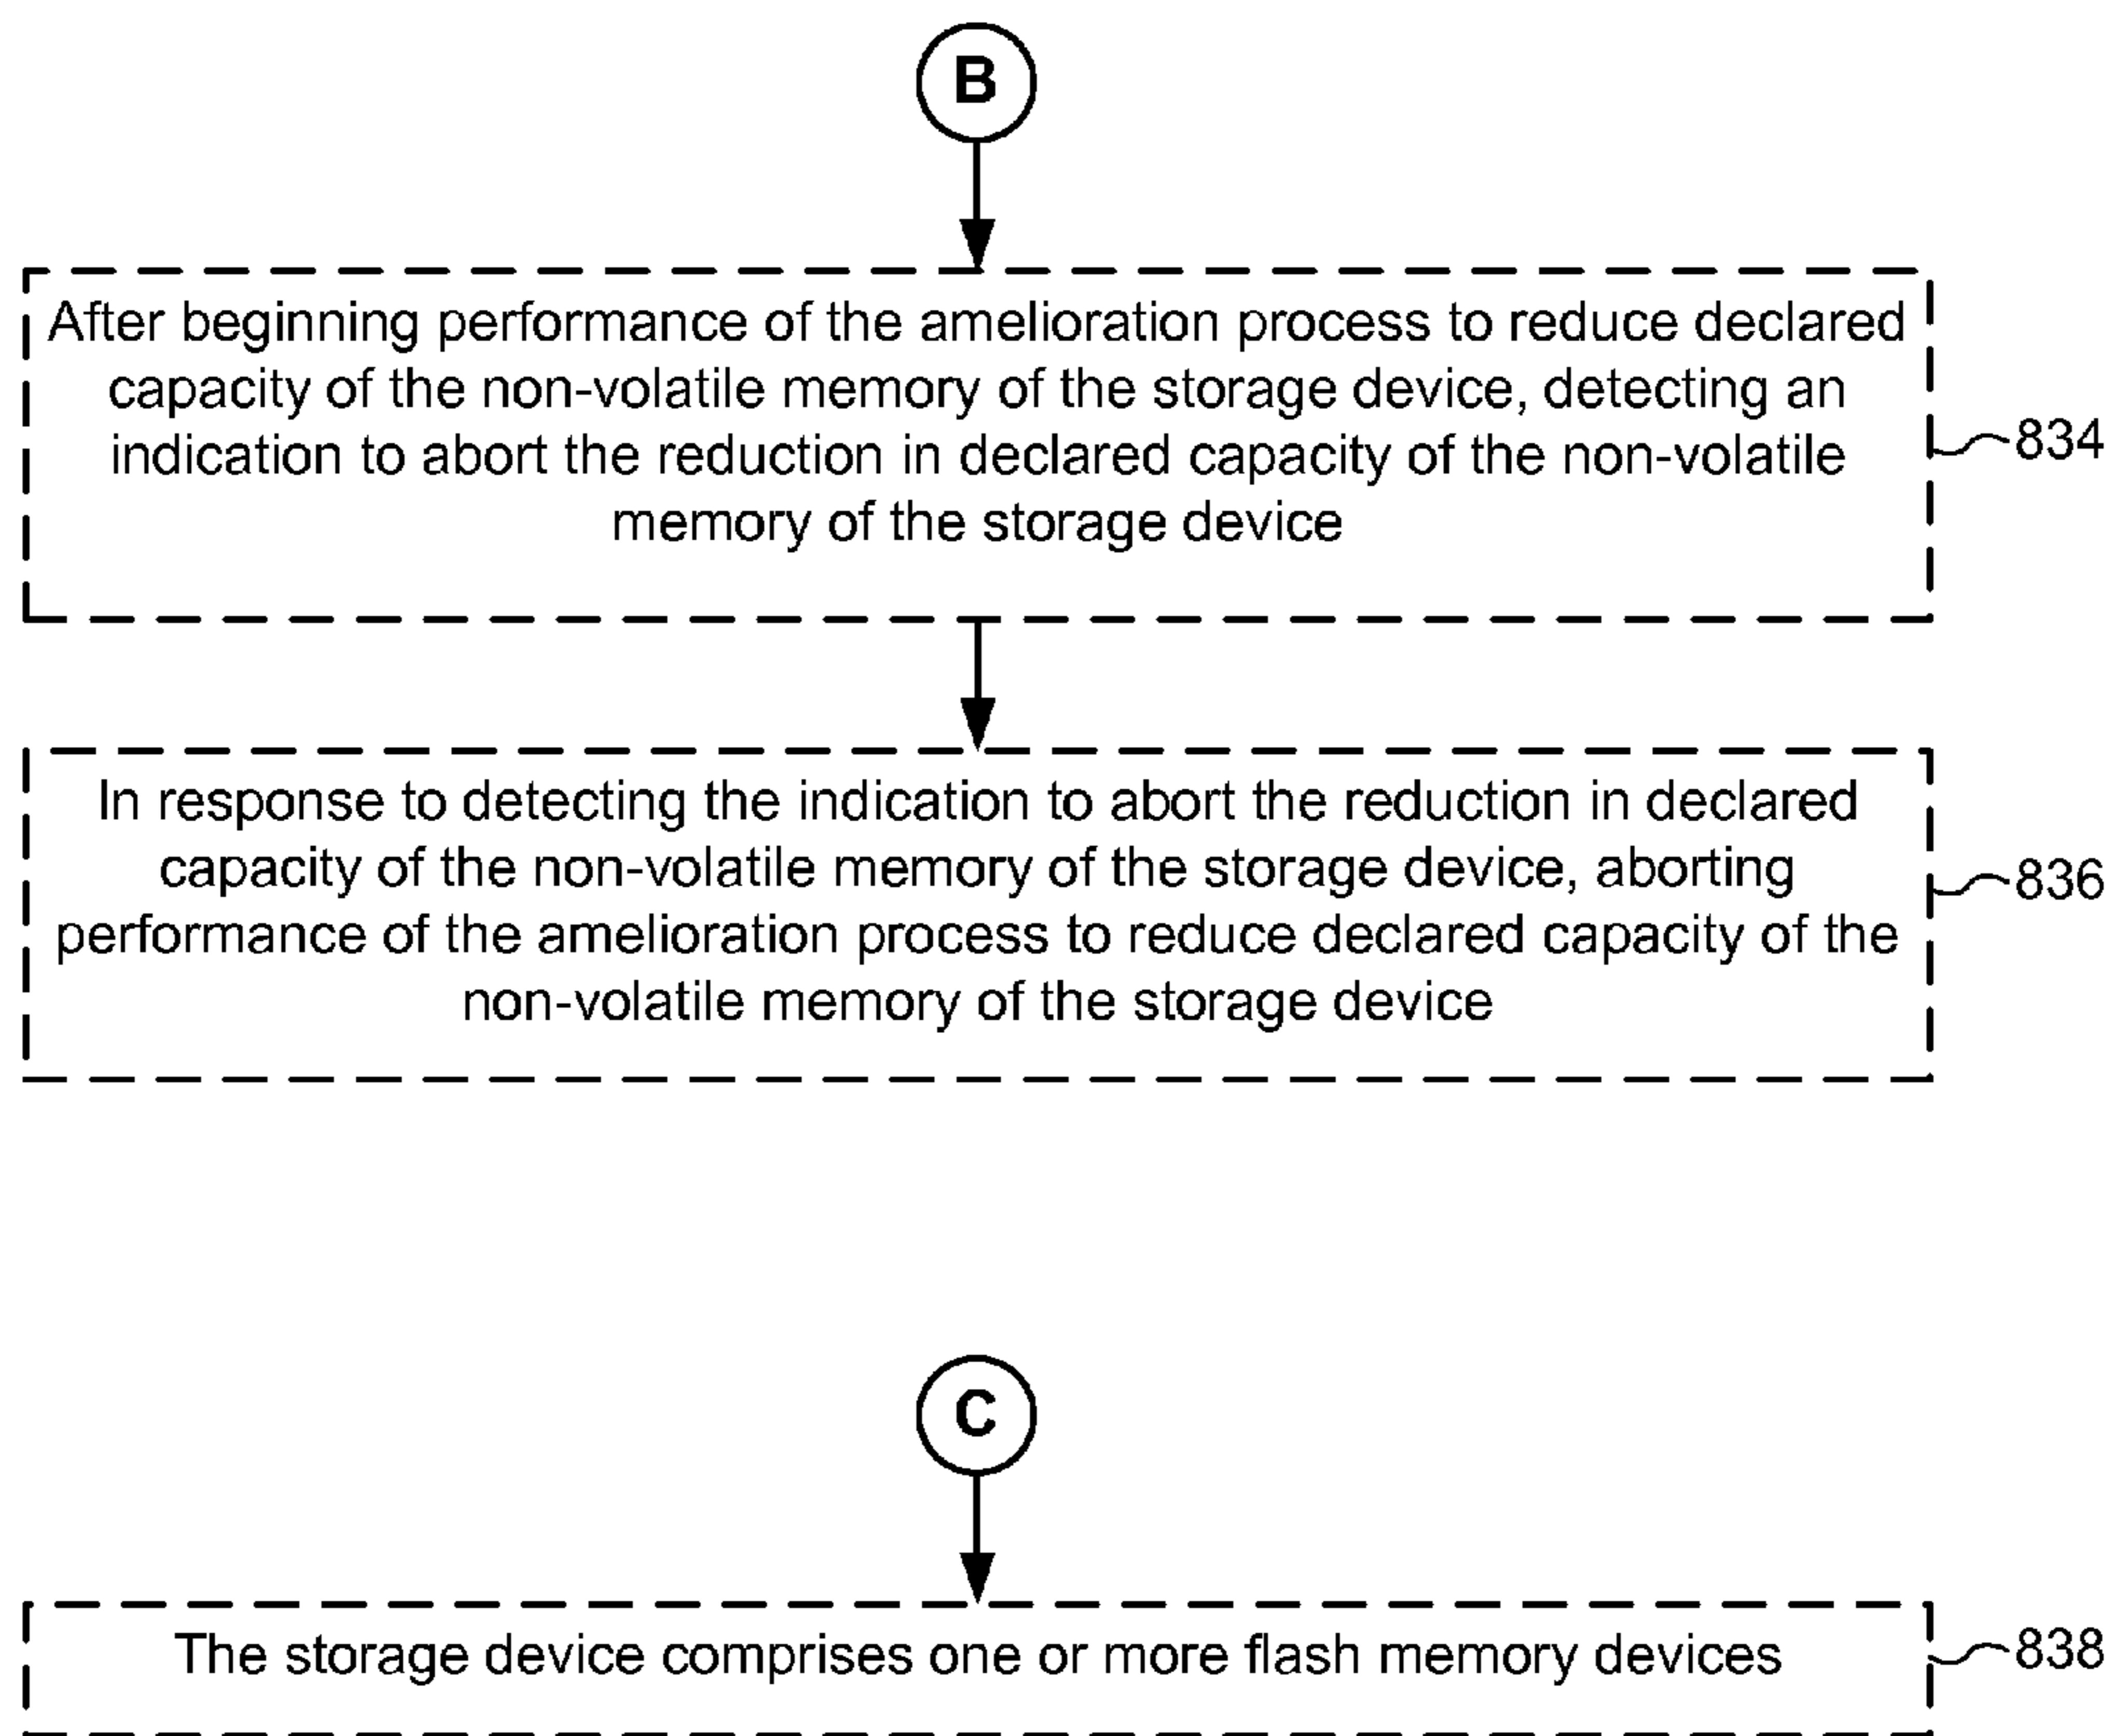 B
After beginning performance of the amelioration process to reduce declared
capacity of the non-volatile memory of the storage device, detecting an
indication to abort the reduction in declared capacity of the non-volatile
memory of the storage device
834
In response to detecting the indication to abort the reduction in declared
capacity of the non-volatile memory of the storage device, aborting
performance of the amelioration process to reduce declared capacity of the
non-volatile memory of the storage device
836
C
The storage device comprises one or more flash memory devices
838